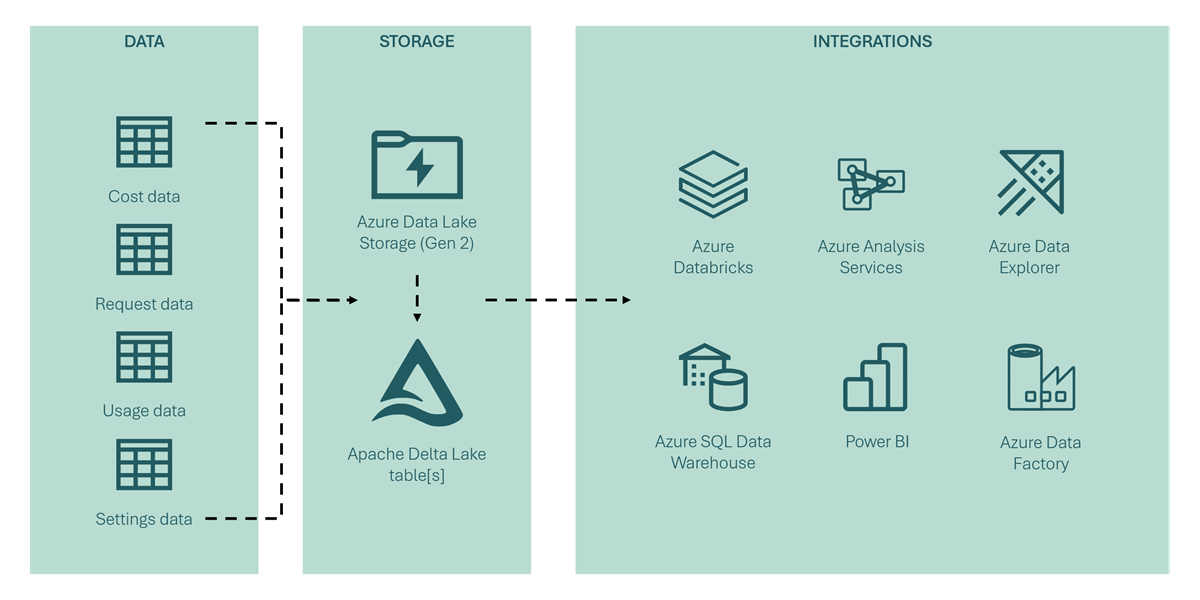 DATA
Cost data
Request data
Usage data
Settings data
STORAGE
Azure Data Lake
Storage (Gen 2)
Apache Delta Lake
table[s]
INTEGRATIONS
Azure
Databricks
Azure Analysis
Services
Azure Data
Explorer
Azure SQL Data
Warehouse
Power BI
Azure Data
Factory